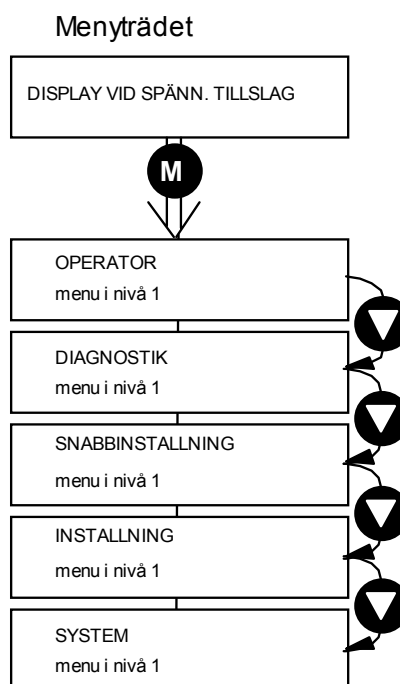 Menyträdet
DISPLAY VID SPÄNN. TILLSLAG
M
OPERATOR
menu i nivå 1
DIAGNOSTIK
menu i nivå 1
SNABBINSTALLNING
menu i nivå 1
INSTALLNING
menu i nivå 1
SYSTEM
menu i nivå 1